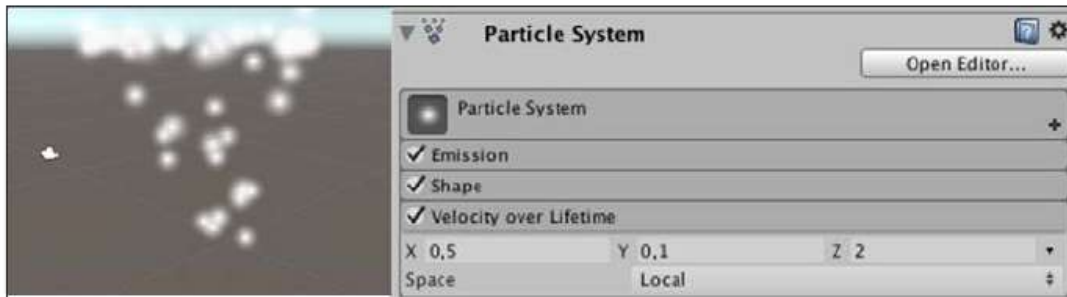 Particle System
Open Editor...
Particle System
Emission
Shape
Velocity over Lifetime
X 0,5 Y 0,1 Z 2
Space Local